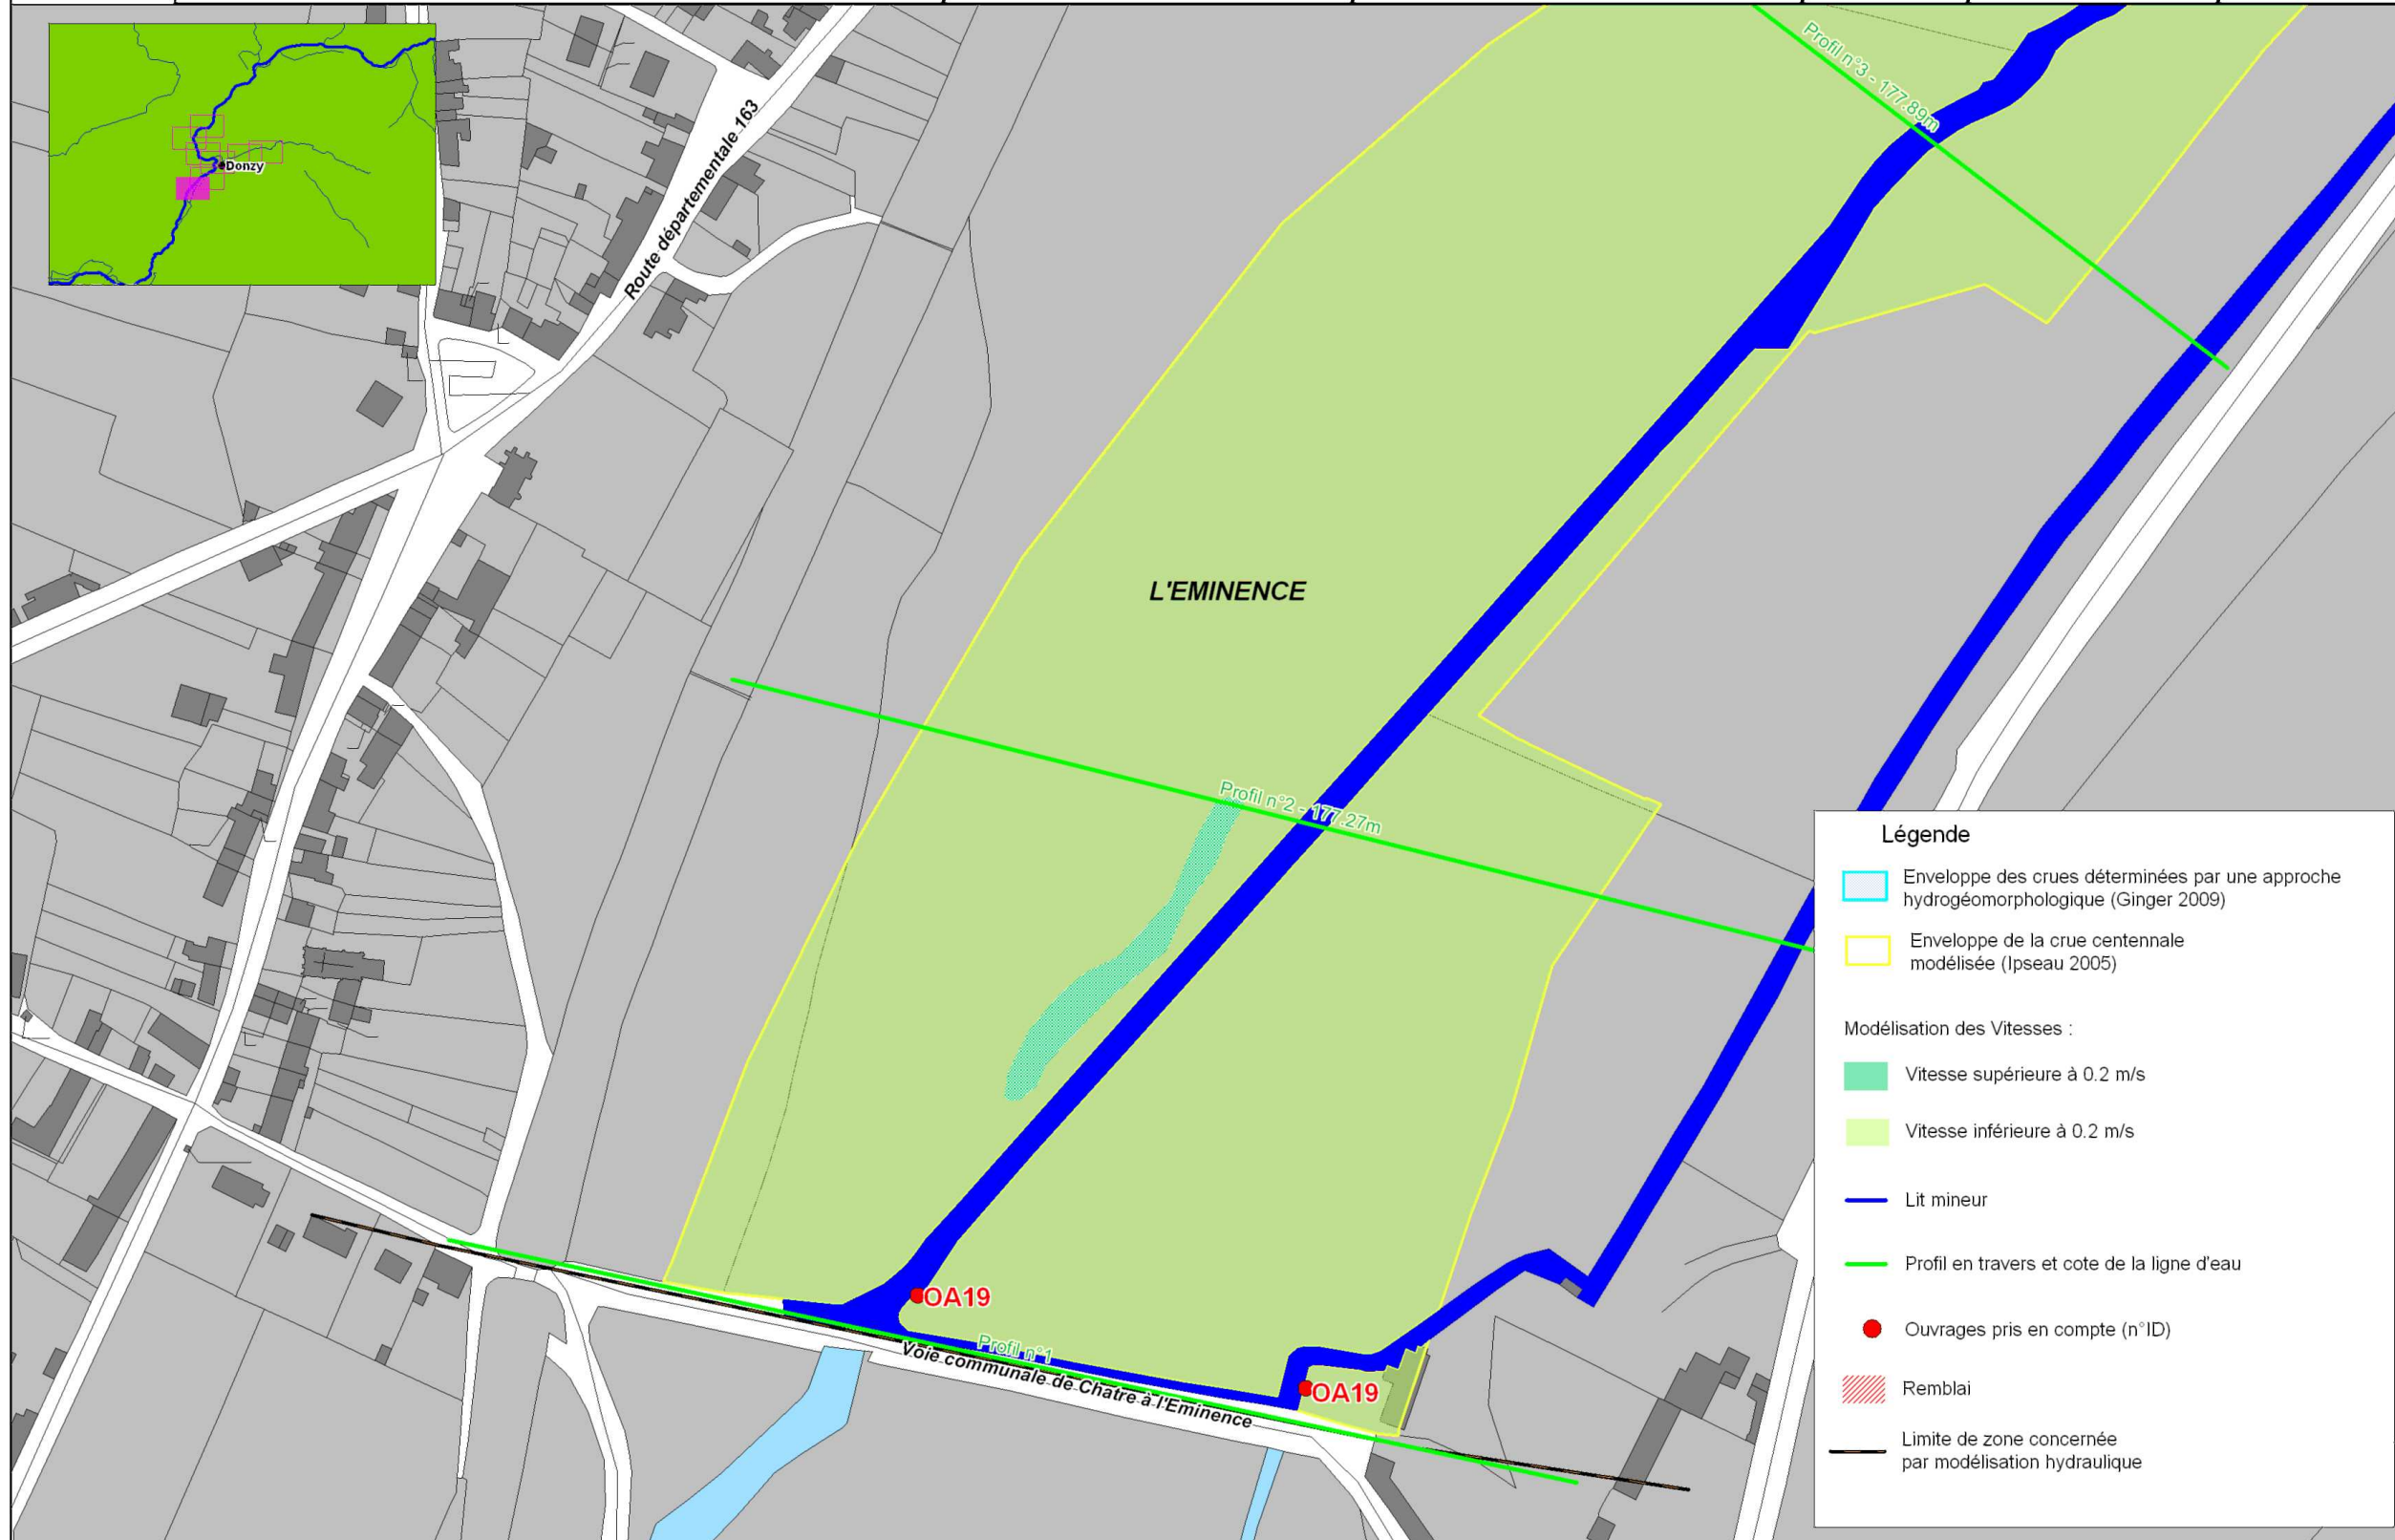 Donzy
Route départementale 163
Profil n°3 - 177.89m
L'EMINENCE
Profil n°2 - 177.27m
OA19
Profil n°1
Voie communale de Chatre à l'Eminence
OA19
Légende
Enveloppe des crues déterminées par une approche
hydrogéomorphologique (Ginger 2009)
Enveloppe de la crue centennale
modélisée (Ipseau 2005)
Modélisation des Vitesses :
Vitesse supérieure à 0.2 m/s
Vitesse inférieure à 0.2 m/s
Lit mineur
Profil en travers et cote de la ligne d'eau
Ouvrages pris en compte (n°ID)
Remblai
Limite de zone concernée
par modélisation hydraulique